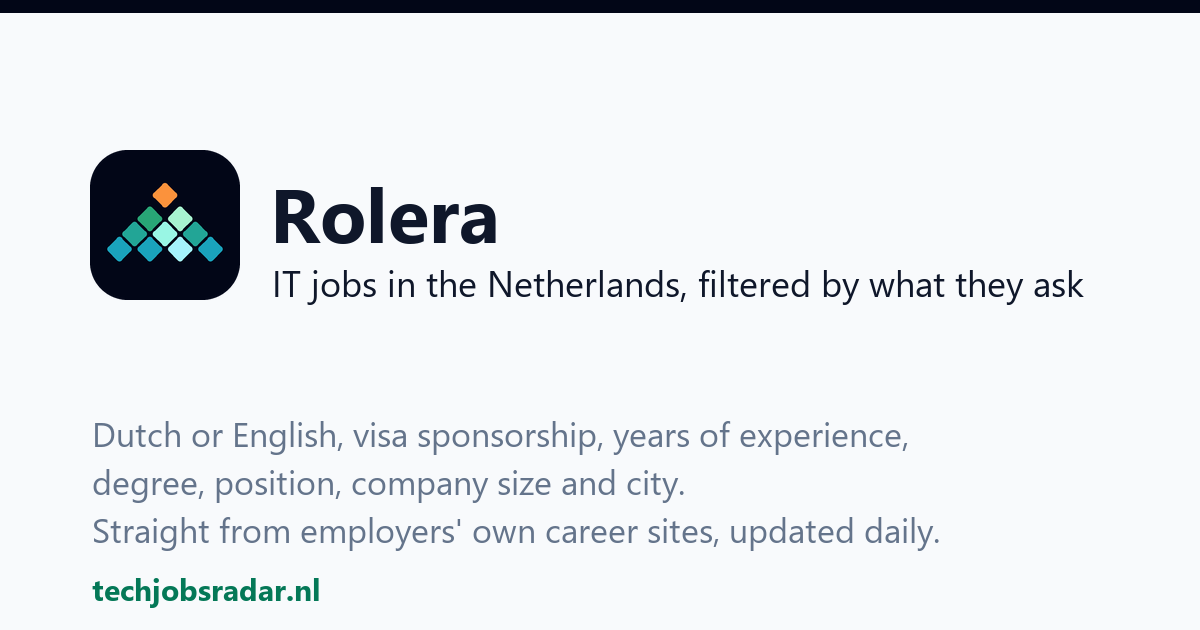 Rolera
IT jobs in the Netherlands, filtered by what they ask
Dutch or English, visa sponsorship, years of experience,
degree, position, company size and city.
Straight from employers' own career sites, updated daily.
techjobsradar.nl